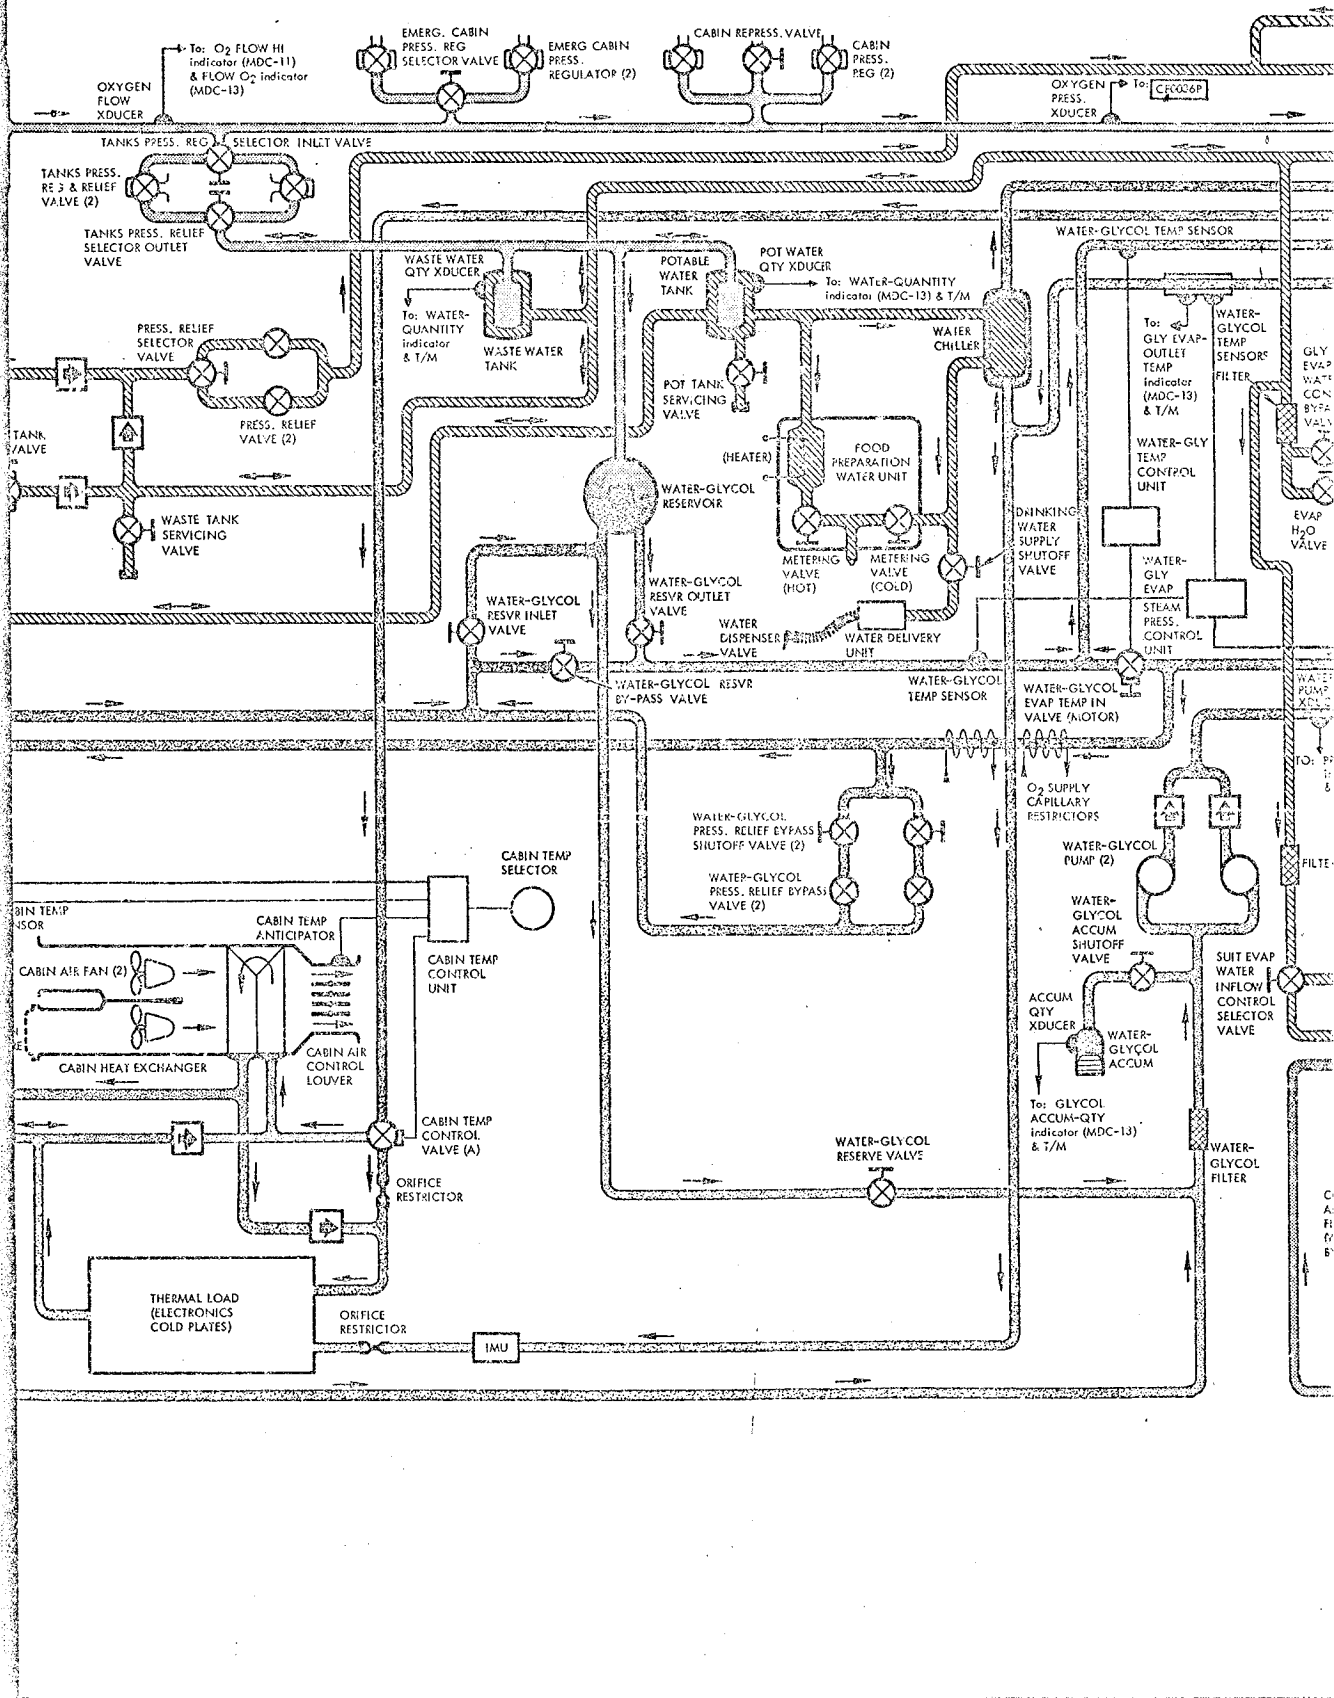 To: O2 FLOW HI
indicator (MDC-11)
& FLOW O2 indicator
(MDC-13)
OXYGEN
FLOW
XDUCER
EMERG. CABIN
PRESS. REG
SELECTOR VALVE
EMERG CABIN
PRESS.
REGULATOR (2)
CABIN REPRESS. VALVE
CABIN
PRESS.
REG (2)
OXYGEN
PRESS.
XDUCER
To:
TANKS PRESS. REG
SELECTOR INLET VALVE
TANKS PRESS.
REG & RELIEF
VALVE (2)
TANKS PRESS. RELIEF
SELECTOR OUTLET
VALVE
WASTE WATER
QTY XDUCER
To: WATER-
QUANTITY
indicator
& T/M
WASTE WATER
TANK
POTABLE
WATER
TANK
POT WATER
QTY XDUCER
To: WATER-QUANTITY
indicator (MDC-13) & T/M
WATER
CHILLER
WATER-GLYCOL TEMP SENSOR
To:
GLY EVAP-
OUTLET
TEMP
indicator
(MDC-13)
& T/M
WATER-
GLYCOL
TEMP
SENSORS
FILTER
GLY
EVAP
PRESS. RELIEF
SELECTOR
VALVE
PRESS. RELIEF
VALVE (2)
POT TANK
SERVICING
VALVE
TANK
VALVE
WASTE TANK
SERVICING
VALVE
(HEATER)
FOOD
PREPARATION
WATER UNIT
WATER-GLYCOL
RESERVOIR
METERING
VALVE
(HOT)
METERING
VALVE
(COLD)
DRINKING
WATER
SUPPLY
SHUTOFF
VALVE
WATER-GLY
TEMP
CONTROL
UNIT
EVAP
H2O
VALVE
WATER-
GLY
EVAP
STEAM
PRESS.
CONTROL
UNIT
WATER-GLYCOL
RESVR INLET
VALVE
WATER-GLYCOL
RESVR OUTLET
VALVE
WATER
DISPENSER
VALVE
WATER DELIVERY
UNIT
WATER-GLYCOL RESVR
BY-PASS VALVE
WATER-GLYCOL
TEMP SENSOR
WATER-GLYCOL
EVAP TEMP IN
VALVE (MOTOR)
O2 SUPPLY
CAPILLARY
RESTRICTORS
WATER-GLYCOL
PRESS. RELIEF BYPASS
SHUTOFF VALVE (2)
WATER-GLYCOL
PRESS. RELIEF BYPASS
VALVE (2)
WATER-GLYCOL
PUMP (2)
WATER-
GLYCOL
ACCUM
SHUTOFF
VALVE
SUIT EVAP
WATER
INFLOW
CONTROL
SELECTOR
VALVE
ACCUM
QTY
XDUCER
WATER-
GLYCOL
ACCUM
To: GLYCOL
ACCUM-QTY
indicator (MDC-13)
& T/M
WATER-
GLYCOL
FILTER
CABIN TEMP
SELECTOR
CABIN TEMP
ANTICIPATOR
CABIN TEMP
CONTROL
UNIT
CABIN AIR FAN (2)
CABIN HEAT EXCHANGER
CABIN AIR
CONTROL
LOUVER
CABIN TEMP
CONTROL
VALVE (A)
ORIFICE
RESTRICTOR
WATER-GLYCOL
RESERVE VALVE
THERMAL LOAD
(ELECTRONICS
COLD PLATES)
ORIFICE
RESTRICTOR
IMU